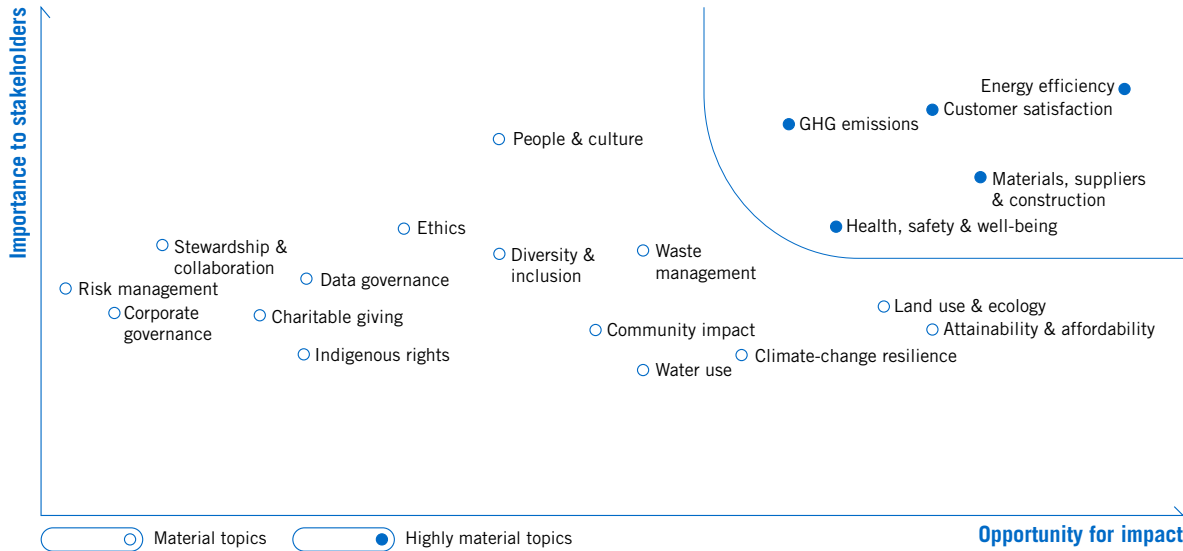 Importance to stakeholders
Energy efficiency
Customer satisfaction
GHG emissions
People & culture
Materials, suppliers
& construction
Health, safety & well-being
Ethics
Stewardship &
collaboration
Diversity &
inclusion
Waste
management
Data governance
Risk management
Corporate
governance
Charitable giving
Land use & ecology
Community impact
Attainability & affordability
Indigenous rights
Climate-change resilience
Water use
Opportunity for impact
Material topics
Highly material topics